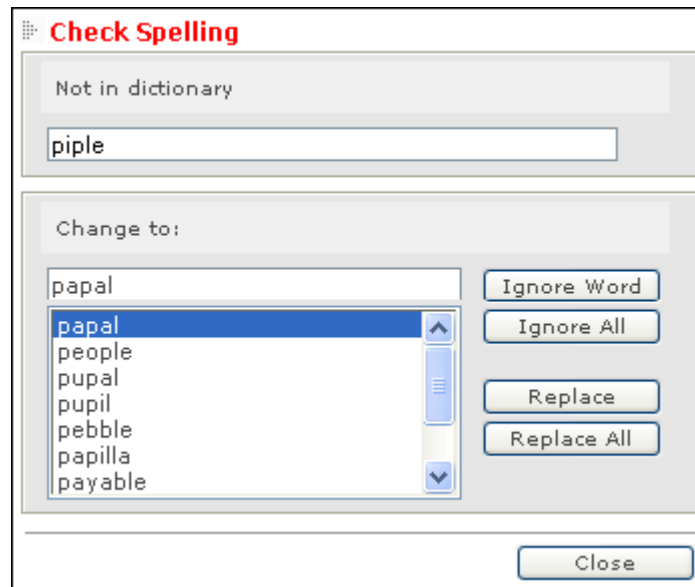 Check Spelling
Not in dictionary
piple
Change to:
papal
Ignore Word
papal
Ignore All
people
pupal
pupil
Replace
pebble
Replace All
papilla
payable
Close